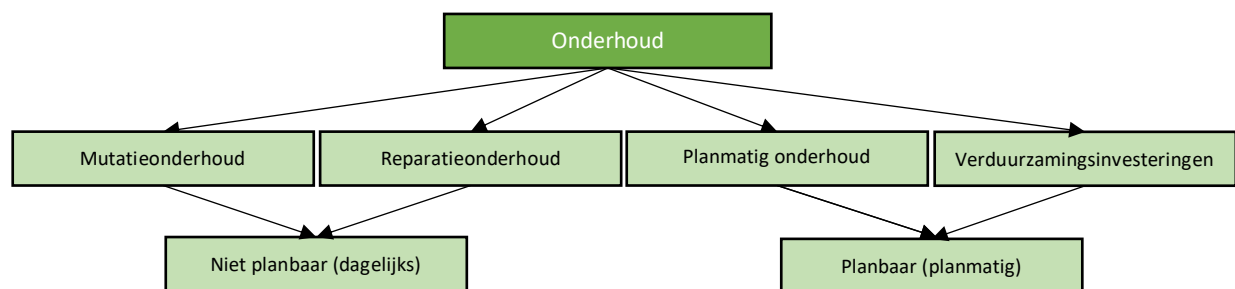 Onderhoud
Mutatieonderhoud
Reparatieonderhoud
Planmatig onderhoud
Verduurzamingsinvesteringen
Niet planbaar (dagelijks)
Planbaar (planmatig)